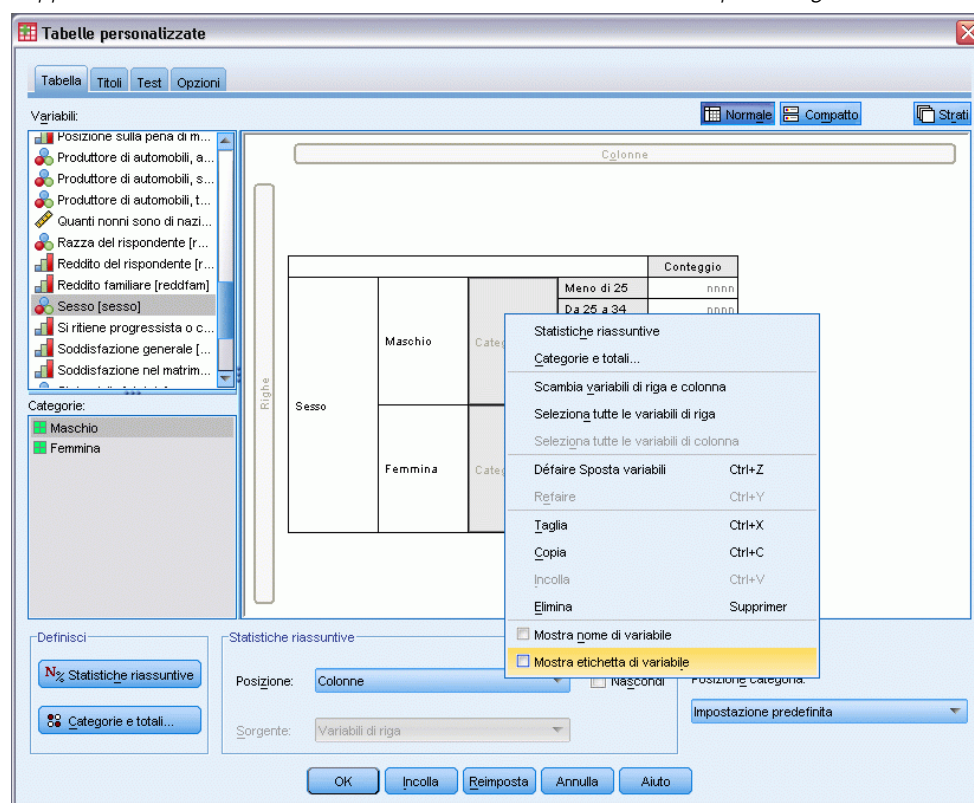 Tabelle personalizzate
Tabella Titoli Test Opzioni
Variabili:
Normale Compatto Strati
Posizione sulla pena di m...
Produttore di automobili, a...
Produttore di automobili, s...
Produttore di automobili, t...
Quanti nonni sono di nazi...
Razza del rispondente [r...
Reddito del rispondente [r...
Reddito familiare [reddfam]
Sesso [sesso]
Si ritiene progressista o c...
Soddisfazione generale [...
Soddisfazione nel matrim...
Categorie:
Maschio
Femmina
Colonne
Righe
Conteggio
Sesso
Maschio
Categ
Meno di 25
nnnn
Da 25 a 34
nnnn
Femmina
Categ
Statistiche riassuntive
Categorie e totali...
Scambia variabili di riga e colonna
Seleziona tutte le variabili di riga
Seleziona tutte le variabili di colonna
Défaire Sposta variabili Ctrl+Z
Refaire Ctrl+Y
Taglia Ctrl+X
Copia Ctrl+C
Incolla Ctrl+V
Elimina Supprimer
Mostra nome di variabile
Mostra etichetta di variabile
Definisci
N% Statistiche riassuntive
Categorie e totali...
Statistiche riassuntive
Posizione: Colonne
Nascondi
Sorgente: Variabili di riga
Posizione categoria:
Impostazione predefinita
OK Incolla Reimposta Annulla Aiuto